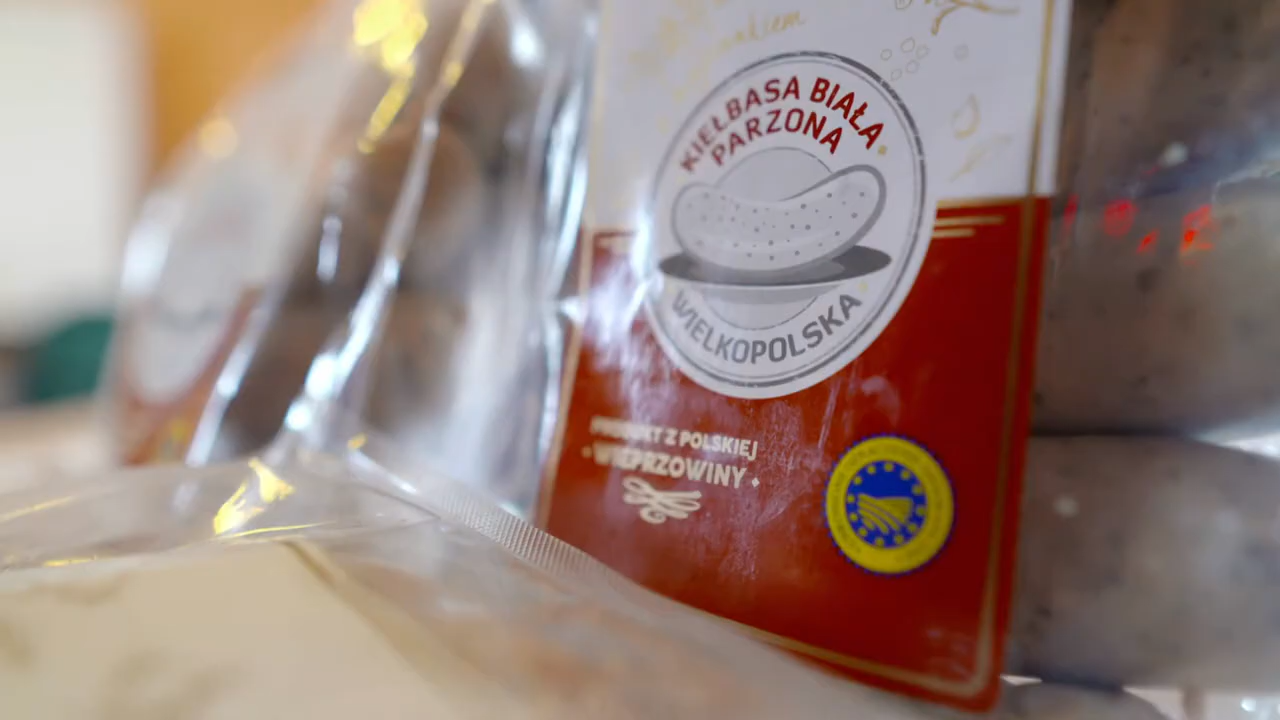 KIEŁBASA BIAŁA
PARZONA
WIELKOPOLSKA
PRODUKT Z POLSKIEJ
WIEPRZOWINY